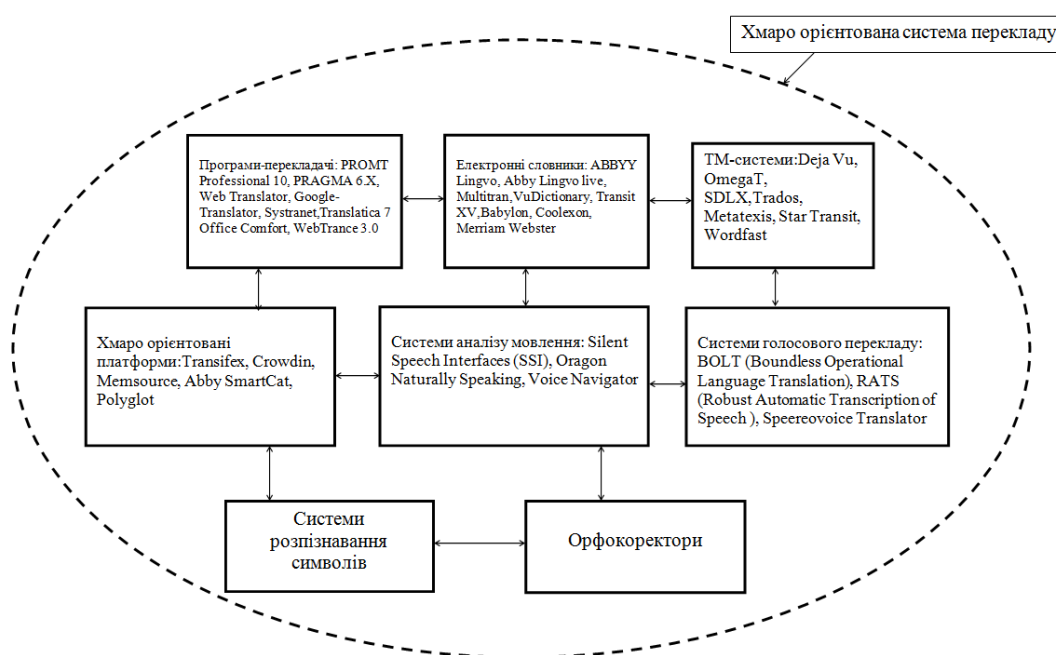 Хмаро орієнтована система перекладу
Програми-перекладачі: PROMT
Professional 10, PRAGMA 6.X,
Web Translator, Google-
Translator, Systranet,Translatica 7
Office Comfort, WebTrance 3.0
Електронні словники: ABBYY
Lingvo, Abby Lingvo live,
Multitran,VuDictionary, Transit
XV,Babylon, Coolexon,
Merriam Webster
TM-системи:Deja Vu,
OmegaT,
SDLX,Trados,
Metatexis, Star Transit,
Wordfast
Хмаро орієнтовані
платформи:Transifex, Crowdin,
Memsource, Abby SmartCat,
Polyglot
Системи аналізу мовлення: Silent
Speech Interfaces (SSI), Oragon
Naturally Speaking, Voice Navigator
Системи голосового перекладу:
BOLT (Boundless Operational
Language Translation), RATS
(Robust Automatic Transcription of
Speech ), Speereovoice Translator
Системи
розпізнавання
символів
Орфокоректори